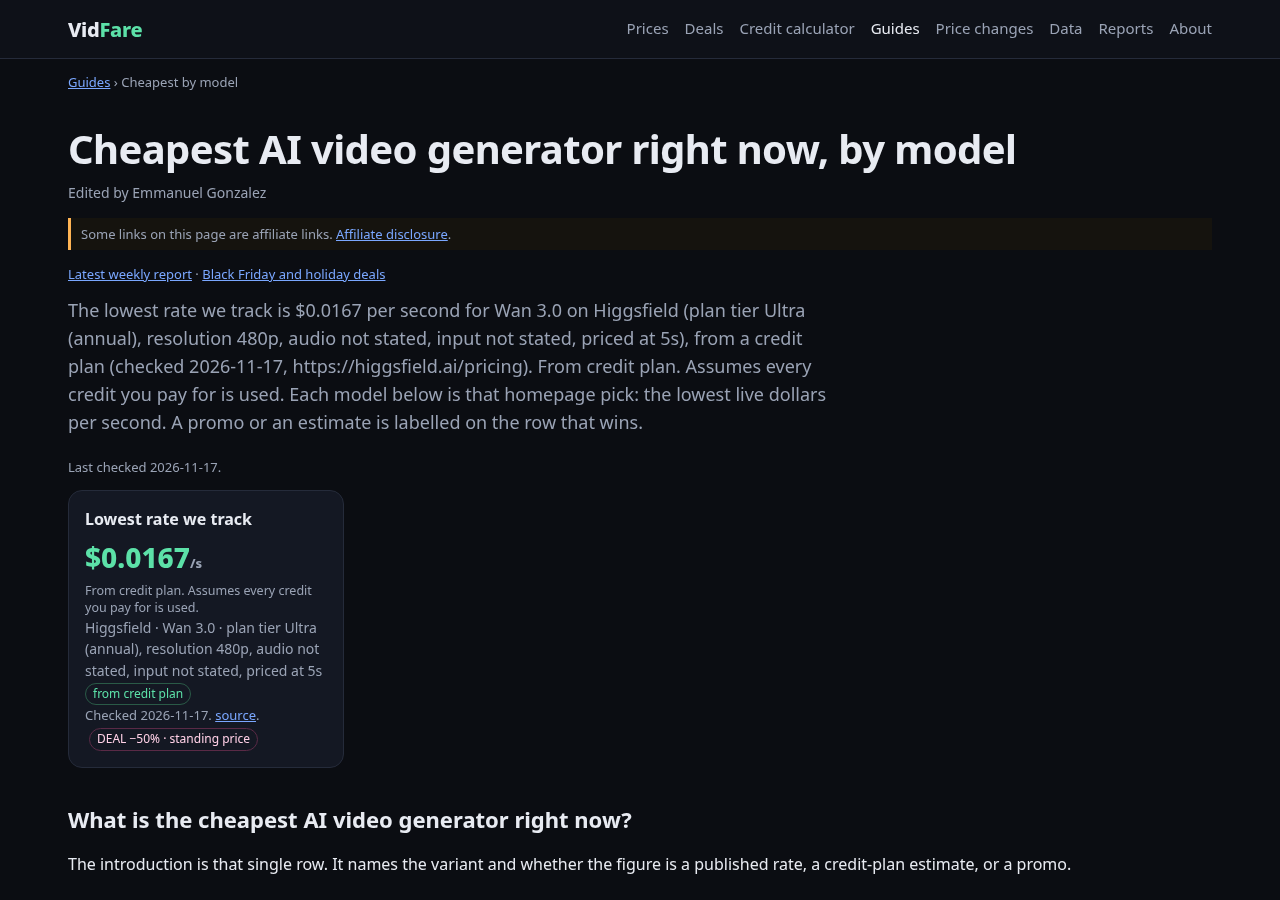 VidFare
Prices Deals Credit calculator Guides Price changes Data Reports About
Guides › Cheapest by model
Cheapest AI video generator right now, by model
Edited by Emmanuel Gonzalez
Some links on this page are affiliate links. Affiliate disclosure.
Latest weekly report · Black Friday and holiday deals
The lowest rate we track is $0.0167 per second for Wan 3.0 on Higgsfield (plan tier Ultra
(annual), resolution 480p, audio not stated, input not stated, priced at 5s), from a credit
plan (checked 2026-11-17, https://higgsfield.ai/pricing). From credit plan. Assumes every
credit you pay for is used. Each model below is that homepage pick: the lowest live dollars
per second. A promo or an estimate is labelled on the row that wins.
Last checked 2026-11-17.
Lowest rate we track
$0.0167/s
From credit plan. Assumes every credit
you pay for is used.
Higgsfield · Wan 3.0 · plan tier Ultra
(annual), resolution 480p, audio not
stated, input not stated, priced at 5s
from credit plan
Checked 2026-11-17. source.
DEAL −50% · standing price
What is the cheapest AI video generator right now?
The introduction is that single row. It names the variant and whether the figure is a published rate, a credit-plan estimate, or a promo.